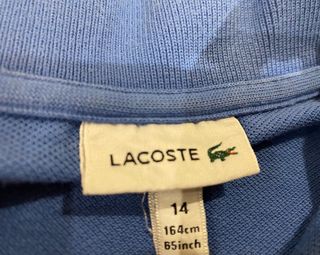 LACOSTE
14
164cm
65inch